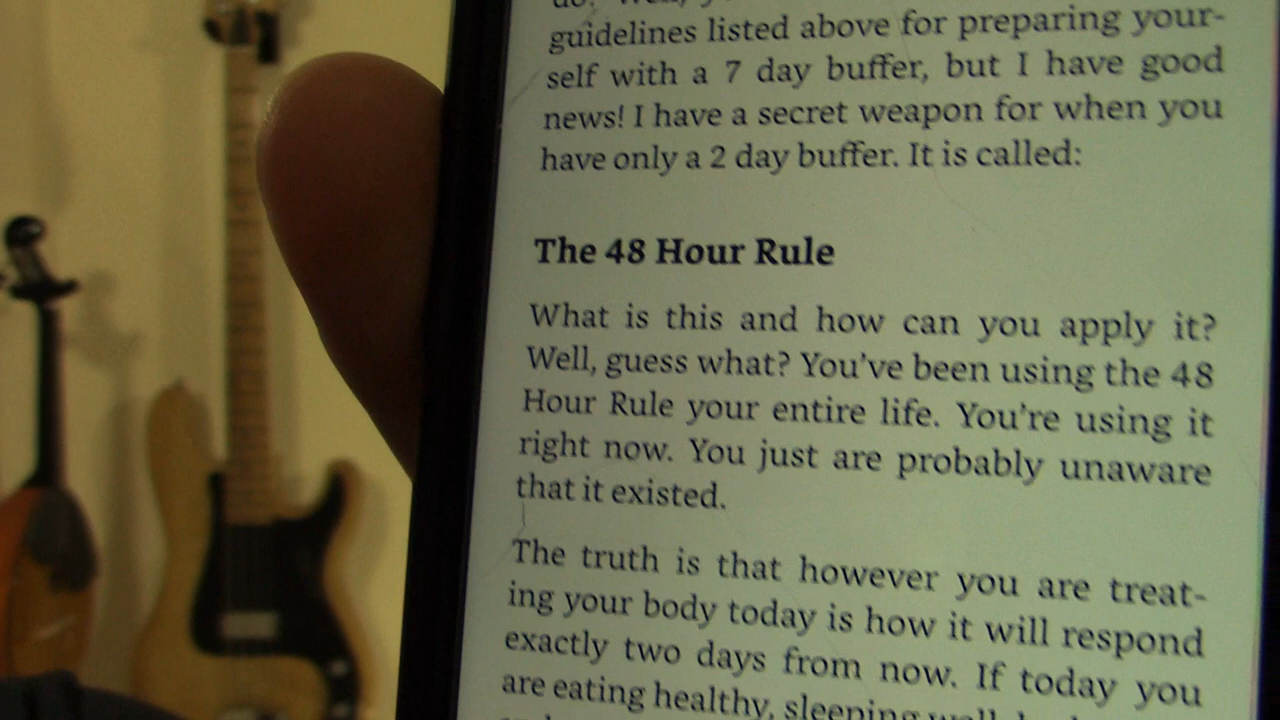 guidelines listed above for preparing your-
self with a 7 day buffer, but I have good
news! I have a secret weapon for when you
have only a 2 day buffer. It is called:
The 48 Hour Rule
What is this and how can you apply it?
Well, guess what? You've been using the 48
Hour Rule your entire life. You're using it
right now. You just are probably unaware
that it existed.
The truth is that however you are treat-
ing your body today is how it will respond
exactly two days from now. If today you
are eating healthy, sleeping well,